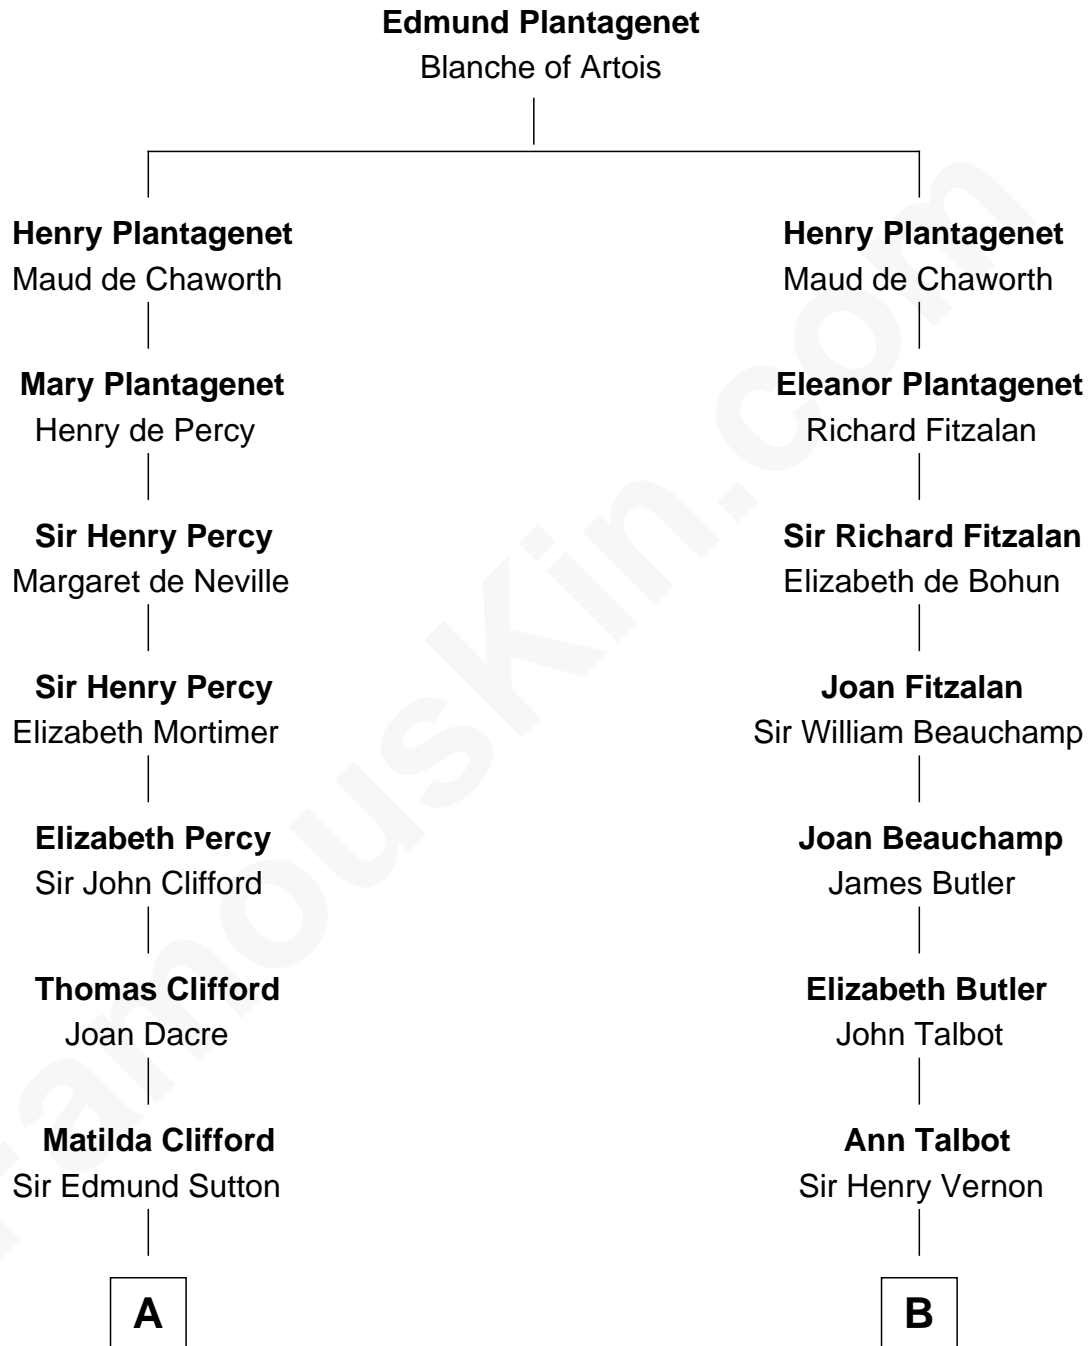 Edmund Plantagenet
Blanche of Artois
Henry Plantagenet
Maud de Chaworth
Henry Plantagenet
Maud de Chaworth
Mary Plantagenet
Henry de Percy
Eleanor Plantagenet
Richard Fitzalan
Sir Henry Percy
Margaret de Neville
Sir Richard Fitzalan
Elizabeth de Bohun
Sir Henry Percy
Elizabeth Mortimer
Joan Fitzalan
Sir William Beauchamp
Elizabeth Percy
Sir John Clifford
Joan Beauchamp
James Butler
Thomas Clifford
Joan Dacre
Elizabeth Butler
John Talbot
Matilda Clifford
Sir Edmund Sutton
Ann Talbot
Sir Henry Vernon
A
B
FamousKin.com